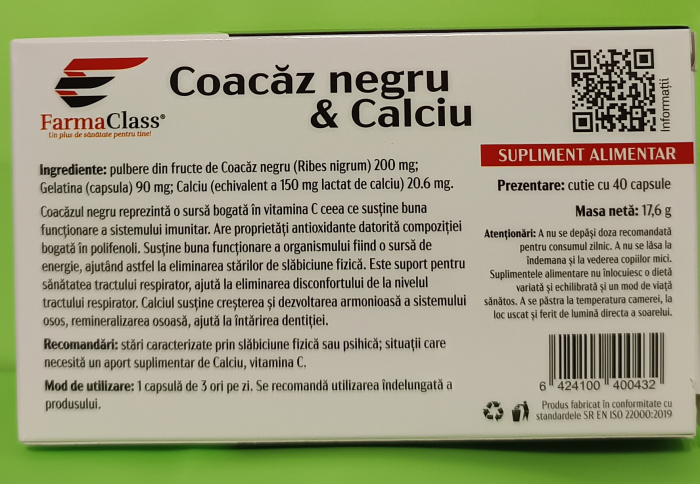 FarmaClass®
Un plus de sănătate pentru tine!
Coacăz negru
& Calciu
Informații
SUPLIMENT ALIMENTAR
Ingrediente: pulbere din fructe de Coacăz negru (Ribes nigrum) 200 mg;
Gelatina (capsula) 90 mg; Calciu (echivalent a 150 mg lactat de calciu) 20.6 mg.
Coacăzul negru reprezintă o sursă bogată în vitamina C ceea ce susține buna
funcționare a sistemului imunitar. Are proprietăți antioxidante datorită compoziției
bogată în polifenoli. Susține buna funcționare a organismului fiind o sursă de
energie, ajutând astfel la eliminarea stărilor de slăbiciune fizică. Este suport pentru
sănătatea tractului respirator, ajută la eliminarea disconfortului de la nivelul
tractului respirator. Calciul susține creșterea și dezvoltarea armonioasă a sistemului
osos, remineralizarea osoasă, ajută la întărirea dentiției.
Recomandări: stări caracterizate prin slăbiciune fizică sau psihică; situații care
necesită un aport suplimentar de Calciu, vitamina C.
Mod de utilizare: 1 capsulă de 3 ori pe zi. Se recomandă utilizarea îndelungată a
produsului.
Prezentare: cutie cu 40 capsule
Masa netă: 17,6 g
Atenționări: A nu se depăși doza recomandată
pentru consumul zilnic. A nu se lăsa la
îndemana și la vederea copiilor mici.
Suplimentele alimentare nu înlocuiesc o dietă
variată și echilibrată și un mod de viață
sănătos. A se păstra la temperatura camerei, la
loc uscat și ferit de lumină directa a soarelui.
6 424100 400432
Produs fabricat în conformitate cu
standardele SR EN ISO 22000:2019